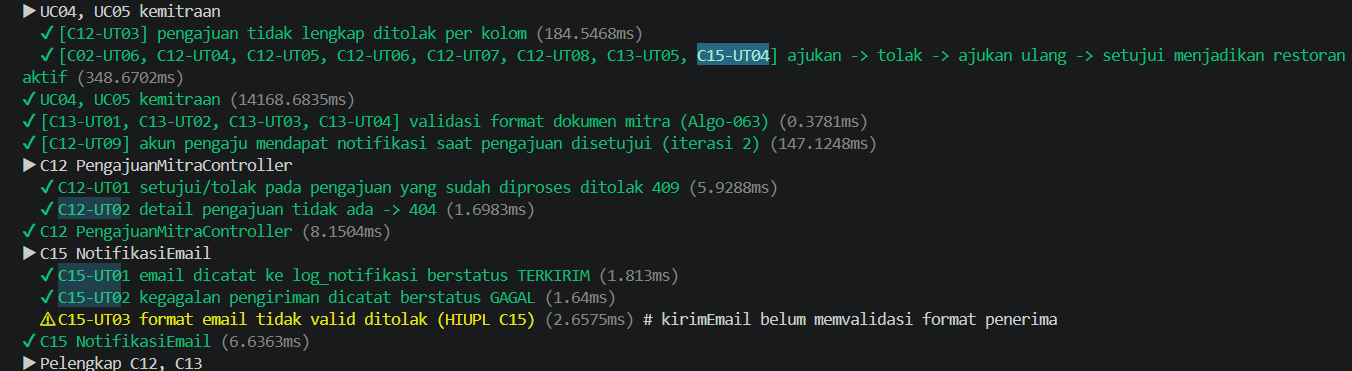 ▶ UC04, UC05 kemitraan
✓ [C12-UT03] pengajuan tidak lengkap ditolak per kolom (184.5468ms)
✓ [C02-UT06, C12-UT04, C12-UT05, C12-UT06, C12-UT07, C12-UT08, C13-UT05, C15-UT04] ajukan -> tolak -> ajukan ulang -> setujui menjadikan restoran
aktif (348.6702ms)
✓ UC04, UC05 kemitraan (14168.6835ms)
✓ [C13-UT01, C13-UT02, C13-UT03, C13-UT04] validasi format dokumen mitra (Algo-063) (0.3781ms)
✓ [C12-UT09] akun pengaju mendapat notifikasi saat pengajuan disetujui (iterasi 2) (147.1248ms)
▶ C12 PengajuanMitraController
✓ C12-UT01 setujui/tolak pada pengajuan yang sudah diproses ditolak 409 (5.9288ms)
✓ C12-UT02 detail pengajuan tidak ada -> 404 (1.6983ms)
✓ C12 PengajuanMitraController (8.1504ms)
▶ C15 NotifikasiEmail
✓ C15-UT01 email dicatat ke log_notifikasi berstatus TERKIRIM (1.813ms)
✓ C15-UT02 kegagalan pengiriman dicatat berstatus GAGAL (1.64ms)
⚠ C15-UT03 format email tidak valid ditolak (HIUPL C15) (2.6575ms) # kirimEmail belum memvalidasi format penerima
✓ C15 NotifikasiEmail (6.6363ms)
▶ Pelengkap C12, C13